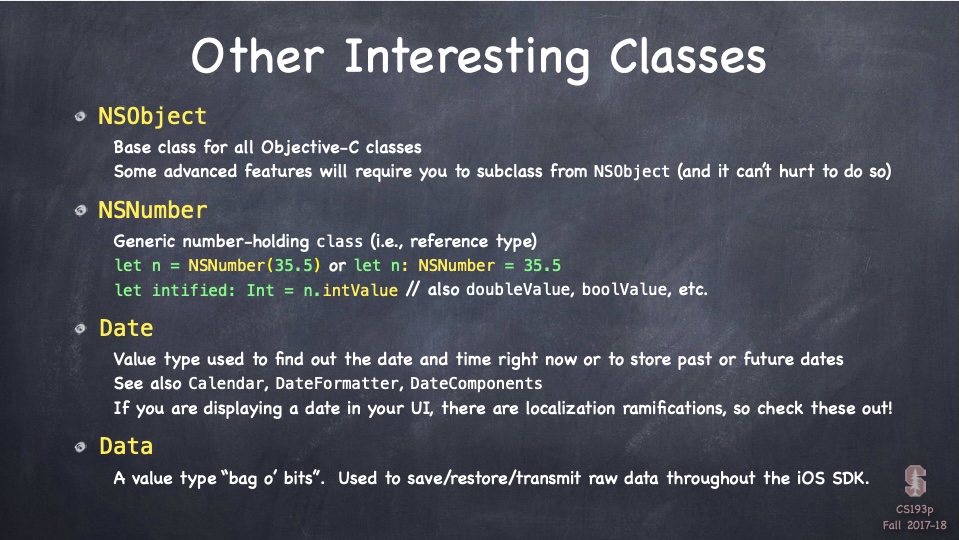 Other Interesting Classes
NSObject
Base class for all Objective-C classes
Some advanced features will require you to subclass from NSObject (and it can't hurt to do so)
NSNumber
Generic number-holding class (i.e., reference type)
let n = NSNumber(35.5) or let n: NSNumber = 35.5
let intified: Int = n.intValue // also doubleValue, boolValue, etc.
Date
Value type used to find out the date and time right now or to store past or future dates
See also Calendar, DateFormatter, DateComponents
If you are displaying a date in your UI, there are localization ramifications, so check these out!
Data
A value type “bag o’ bits”. Used to save/restore/transmit raw data throughout the iOS SDK.
S
CS193p
Fall 2017-18